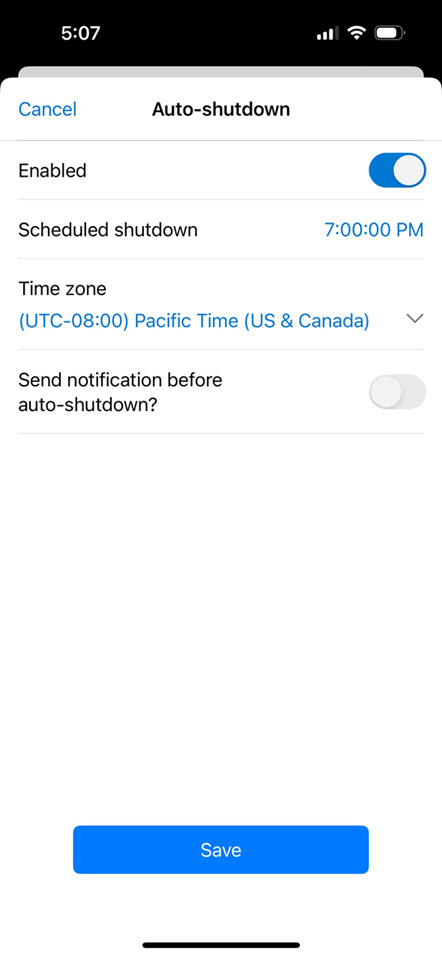 5:07
Cancel Auto-shutdown
Enabled
Scheduled shutdown 7:00:00 PM
Time zone
(UTC-08:00) Pacific Time (US & Canada)
Send notification before
auto-shutdown?
Save